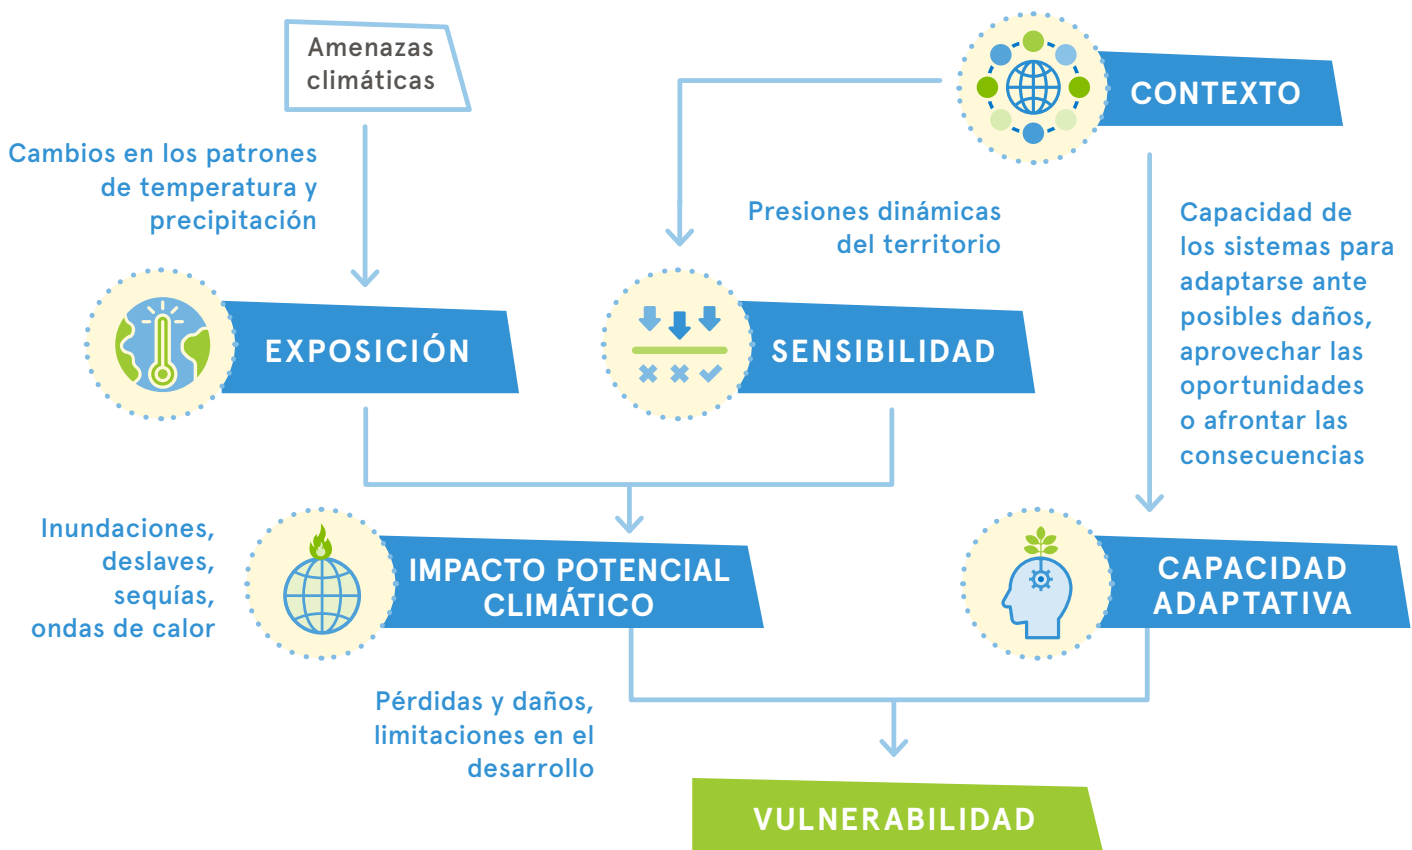 Amenazas
climáticas
CONTEXTO
Cambios en los patrones
de temperatura y
precipitación
Presiones dinámicas
del territorio
Capacidad de
los sistemas para
adaptarse ante
posibles daños,
aprovechar las
oportunidades
o afrontar las
consecuencias
EXPOSICIÓN
SENSIBILIDAD
Inundaciones,
deslaves,
sequías,
ondas de calor
IMPACTO POTENCIAL
CLIMÁTICO
CAPACIDAD
ADAPTATIVA
Pérdidas y daños,
limitaciones en el
desarrollo
VULNERABILIDAD